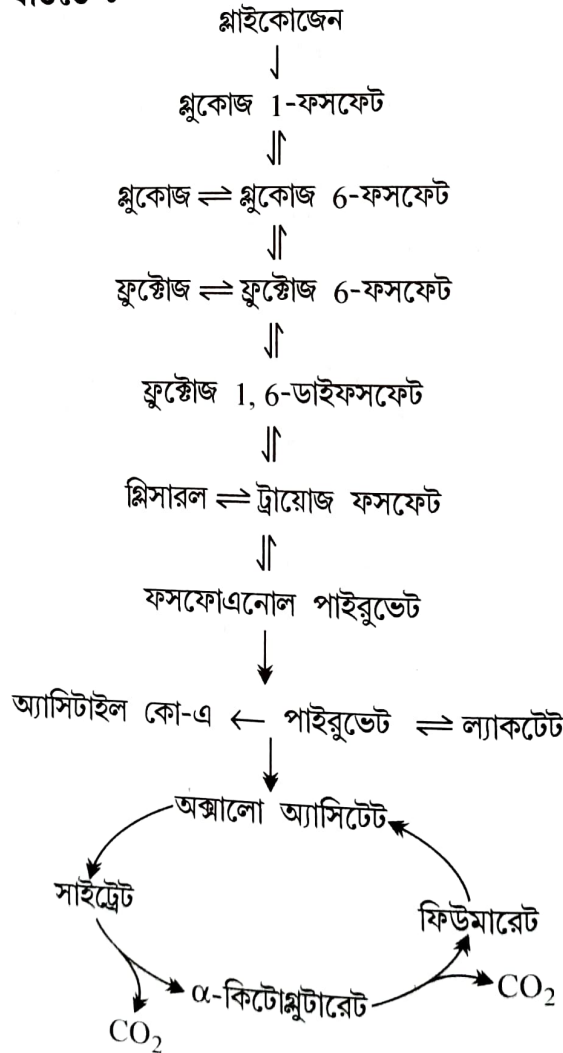 গ্লাইকোজেন
গ্লুকোজ 1-ফসফেট
গ্লুকোজ ⇌ গ্লুকোজ 6-ফসফেট
ফ্রুক্টোজ ⇌ ফ্রুক্টোজ 6-ফসফেট
ফ্রুক্টোজ 1, 6-ডাইফসফেট
গ্লিসারল ⇌ ট্রায়োজ ফসফেট
ফসফোএনোল পাইরুভেট
অ্যাসিটাইল কো-এ ← পাইরুভেট ⇌ ল্যাকটেট
অক্সালো অ্যাসিটেট
সাইট্রেট
ফিউমারেট
α-কিটোগ্লুটারেট
CO₂
CO₂